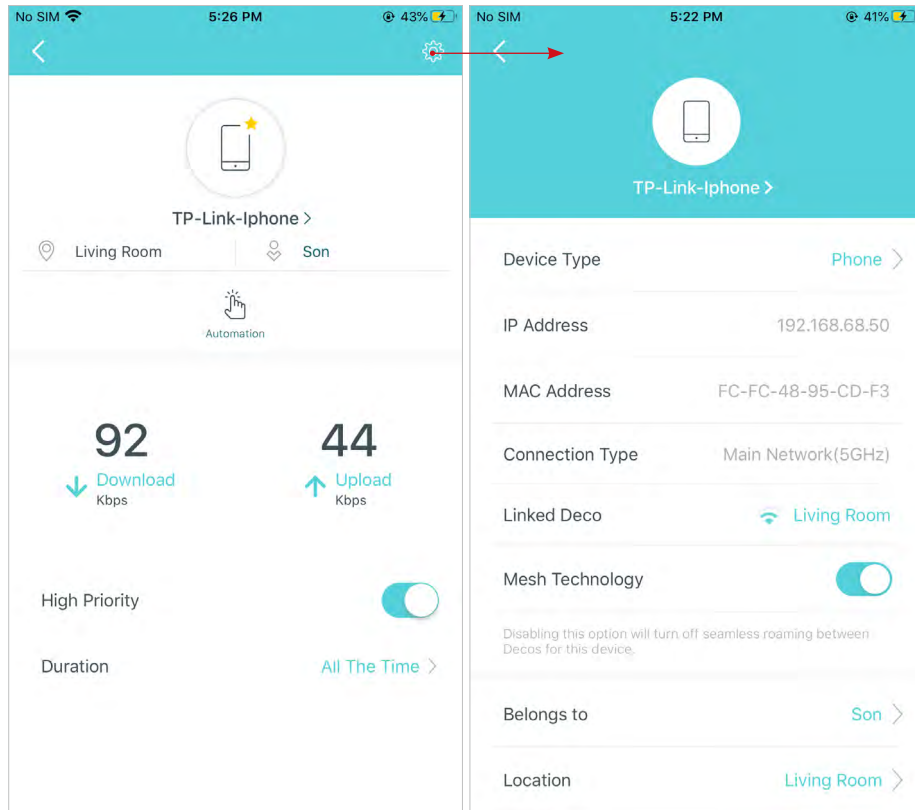 No SIM 5:26 PM 43%
TP-Link-Iphone >
Living Room Son
Automation
92 44
Download Upload
Kbps Kbps
High Priority
Duration All The Time >
No SIM 5:22 PM 41%
TP-Link-Iphone >
Device Type Phone >
IP Address 192.168.68.50
MAC Address FC-FC-48-95-CD-F3
Connection Type Main Network(5GHz)
Linked Deco Living Room
Mesh Technology
Disabling this option will turn off seamless roaming between
Decos for this device.
Belongs to Son >
Location Living Room >